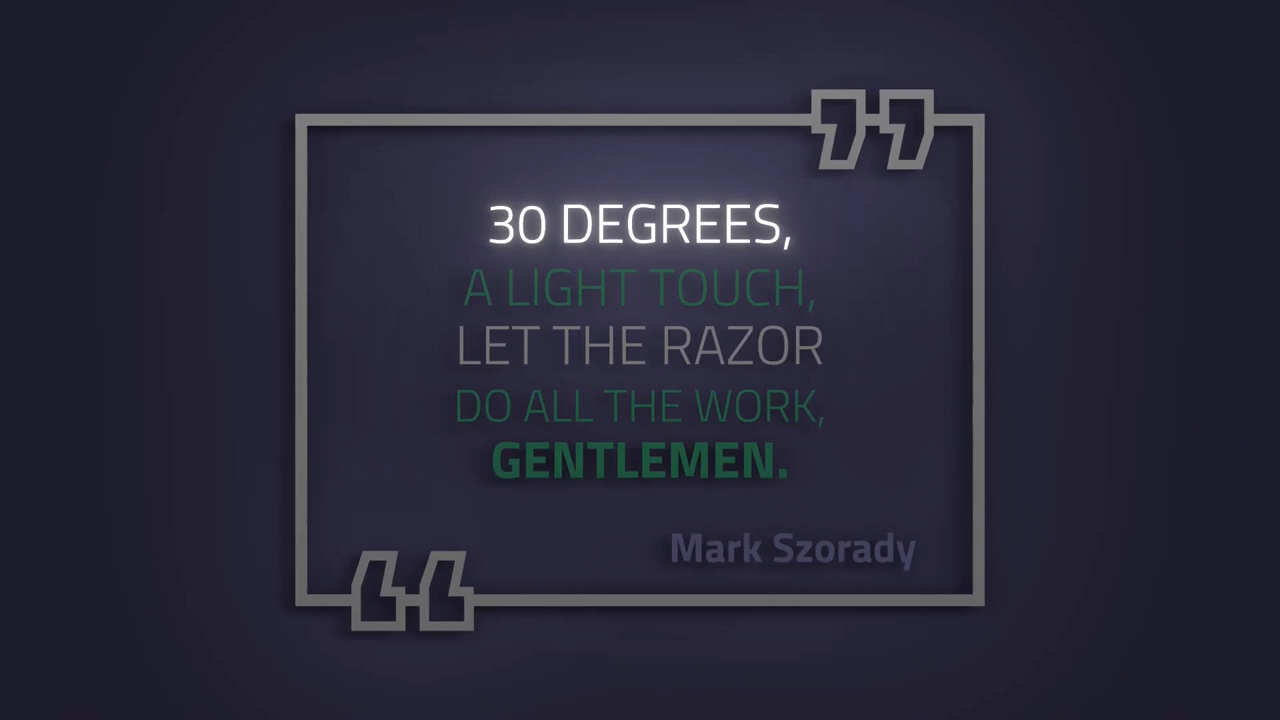 30 DEGREES,
A LIGHT TOUCH,
LET THE RAZOR
DO ALL THE WORK,
GENTLEMEN.
Mark Szorady